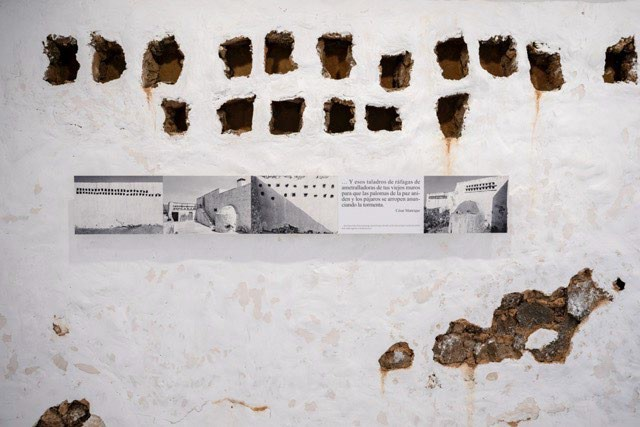 ... Y esos taladros de ráfagas de
ametralladoras de tus viejos muros
para que las palomas de la paz ani-
den y los pájaros se arropen anun-
ciando la tormenta.
César Manrique